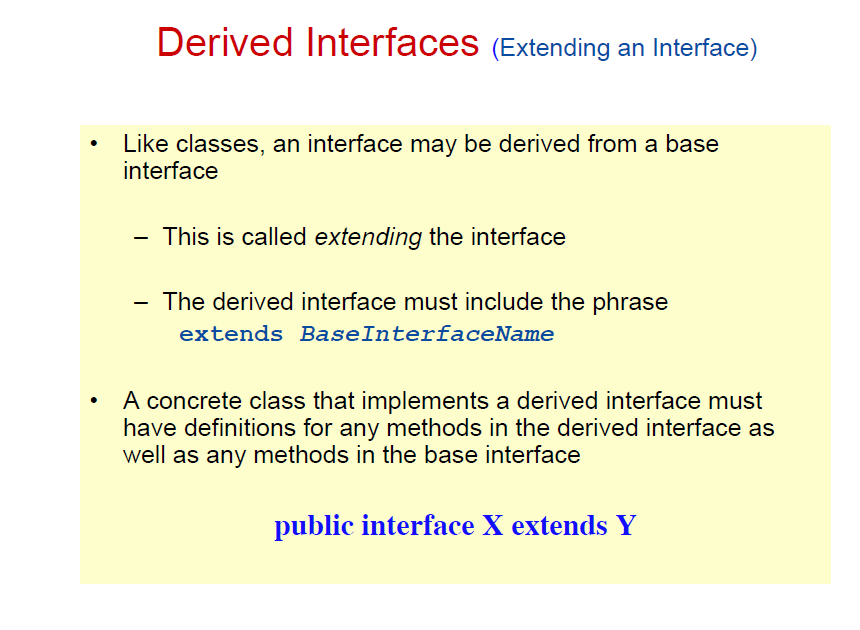 Derived Interfaces (Extending an Interface)
• Like classes, an interface may be derived from a base
interface
– This is called extending the interface
– The derived interface must include the phrase
extends BaseInterfaceName
• A concrete class that implements a derived interface must
have definitions for any methods in the derived interface as
well as any methods in the base interface
public interface X extends Y